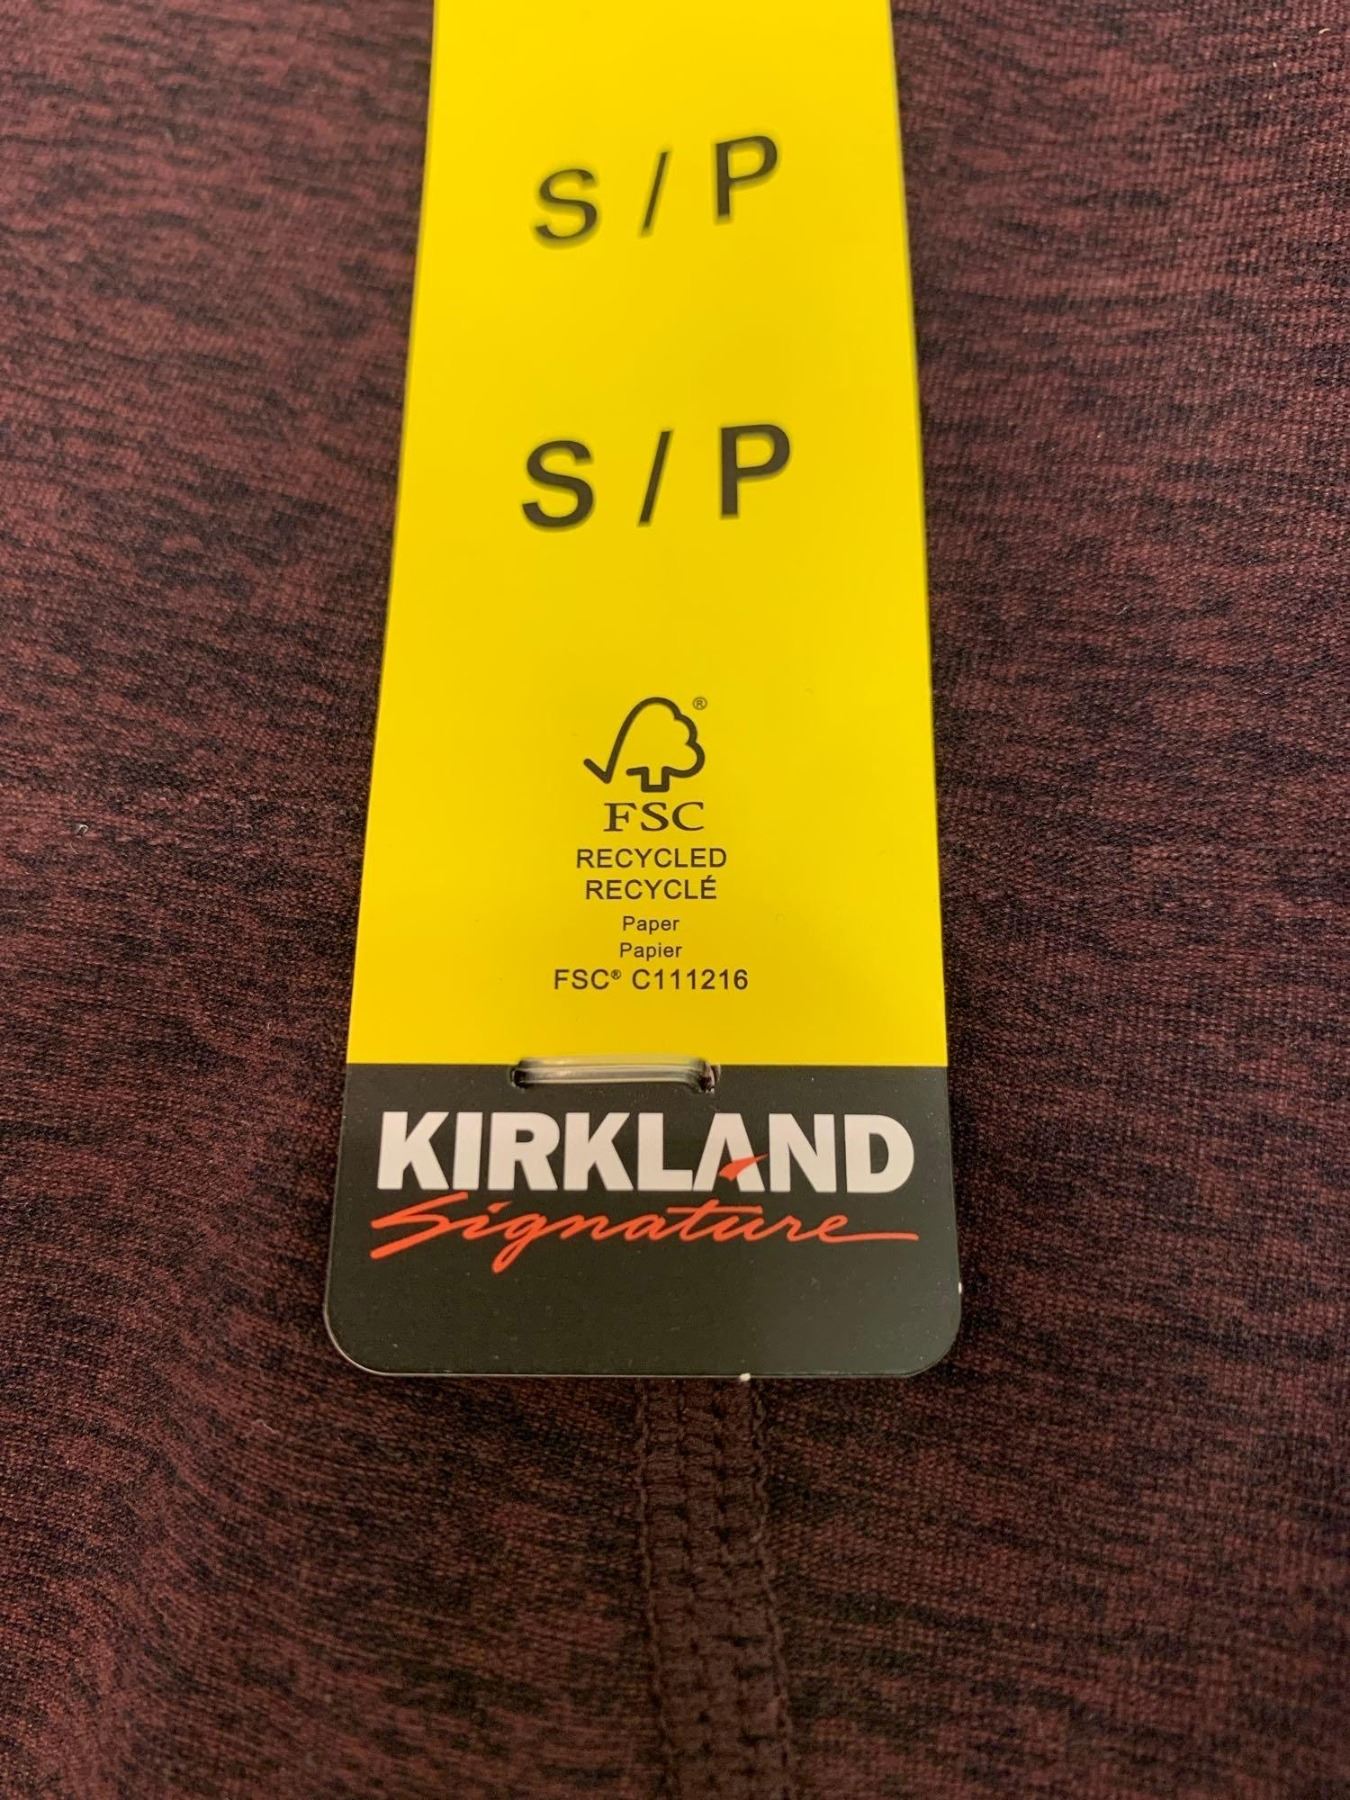 S / P
S / P
®
FSC
RECYCLED
RECYCLÉ
Paper
Papier
FSC® C111216
KIRKLAND
Signature